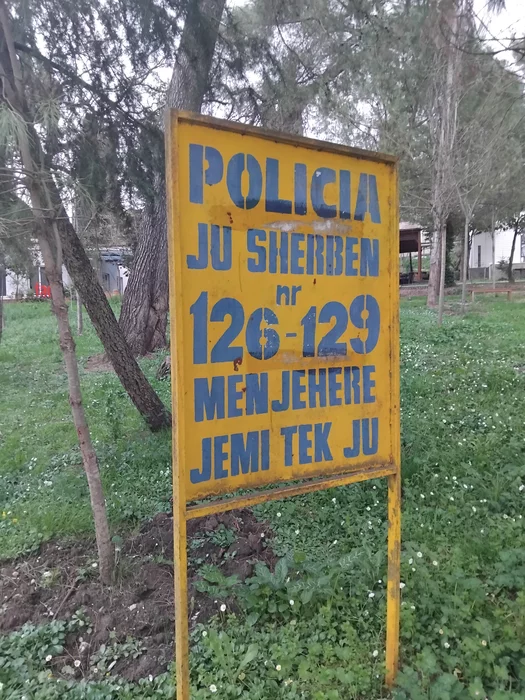 POLICIA
JU SHERBEN
nr
126-129
MENJEHERE
JEMI TEK JU